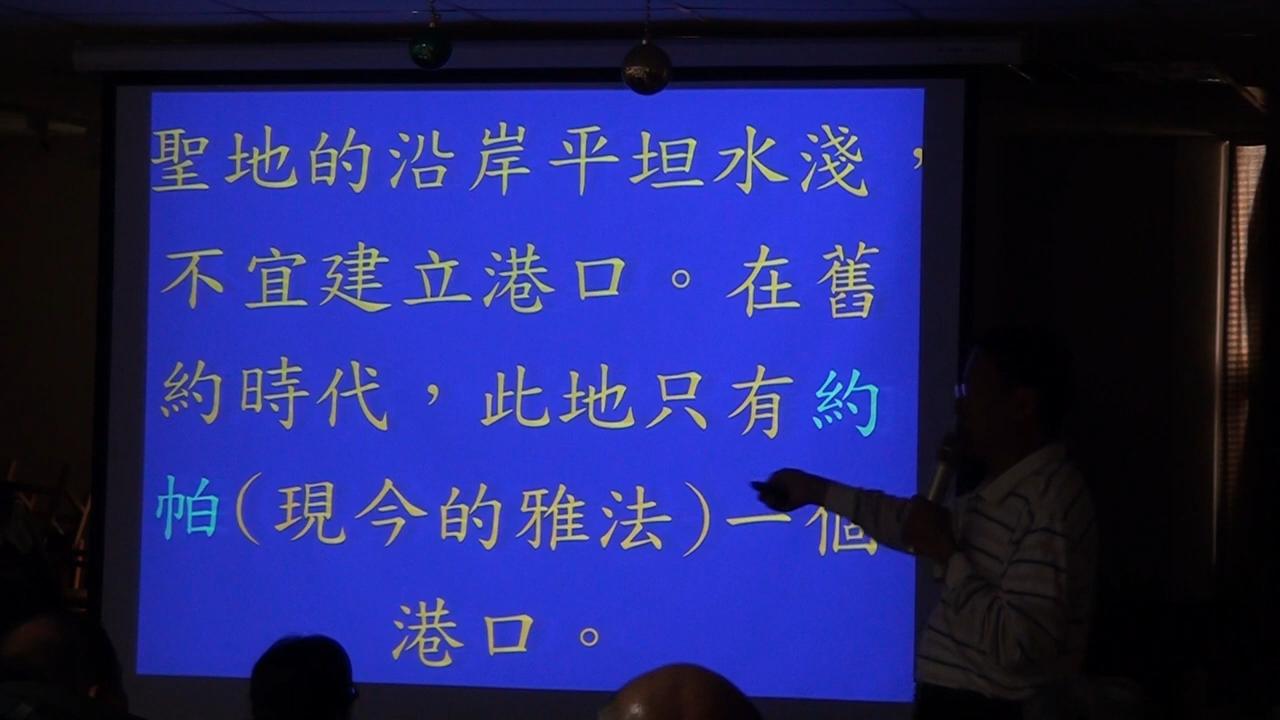 聖地的沿岸平坦水淺，
不宜建立港口。在舊
約時代，此地只有約
帕(現今的雅法)一個
港口。